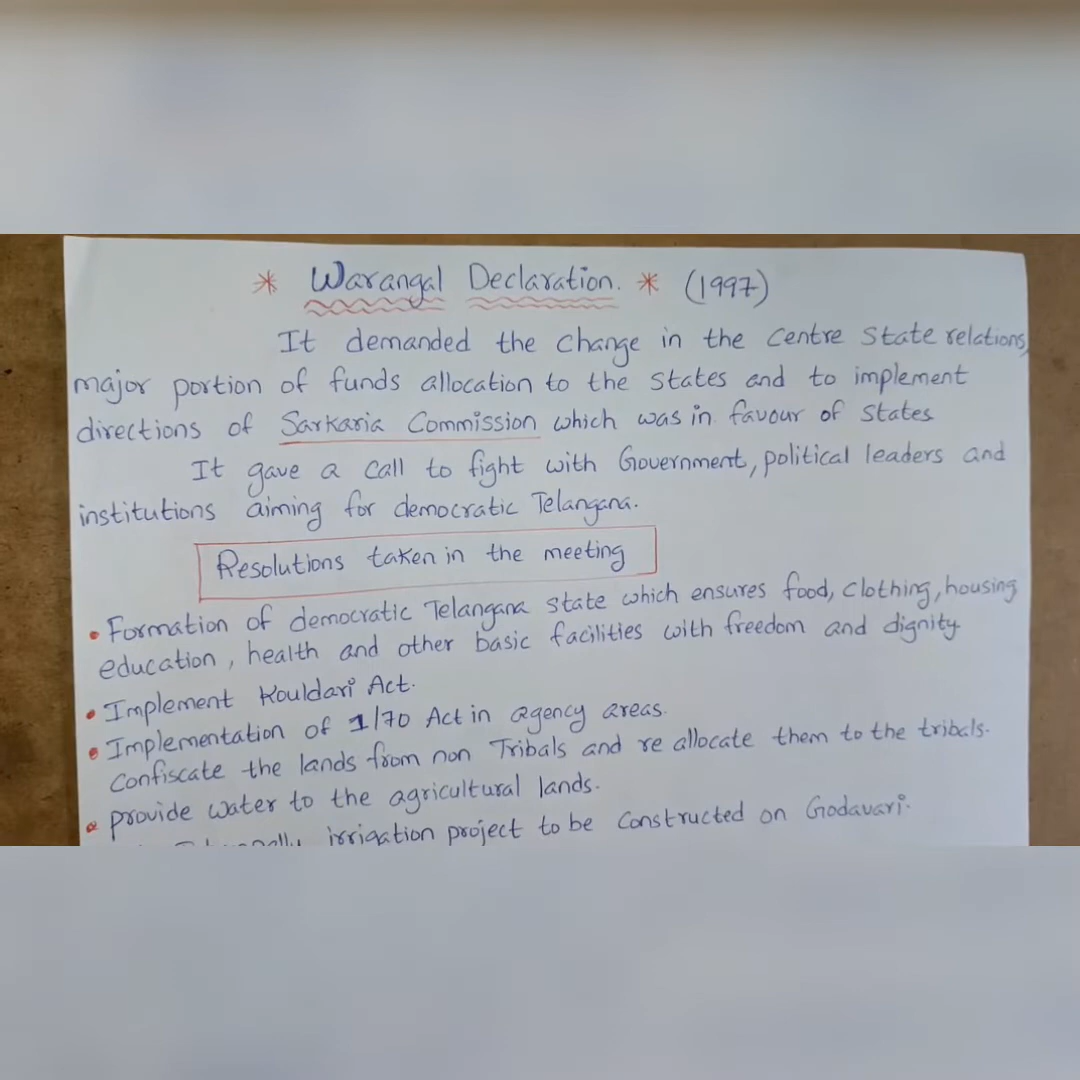 * Warangal Declaration. * (1997)
It demanded the change in the centre state relations,
major portion of funds allocation to the states and to implement
directions of Sarkaria Commission which was in favour of states
It gave a call to fight with Government, political leaders and
institutions aiming for democratic Telangana.
Resolutions taken in the meeting
• Formation of democratic Telangana state which ensures food, clothing, housing
education, health and other basic facilities with freedom and dignity
• Implement Kouldari Act.
• Implementation of 1/70 Act in agency areas.
Confiscate the lands from non Tribals and re allocate them to the tribals.
• provide water to the agricultural lands.
irrigation project to be constructed on Godavari.